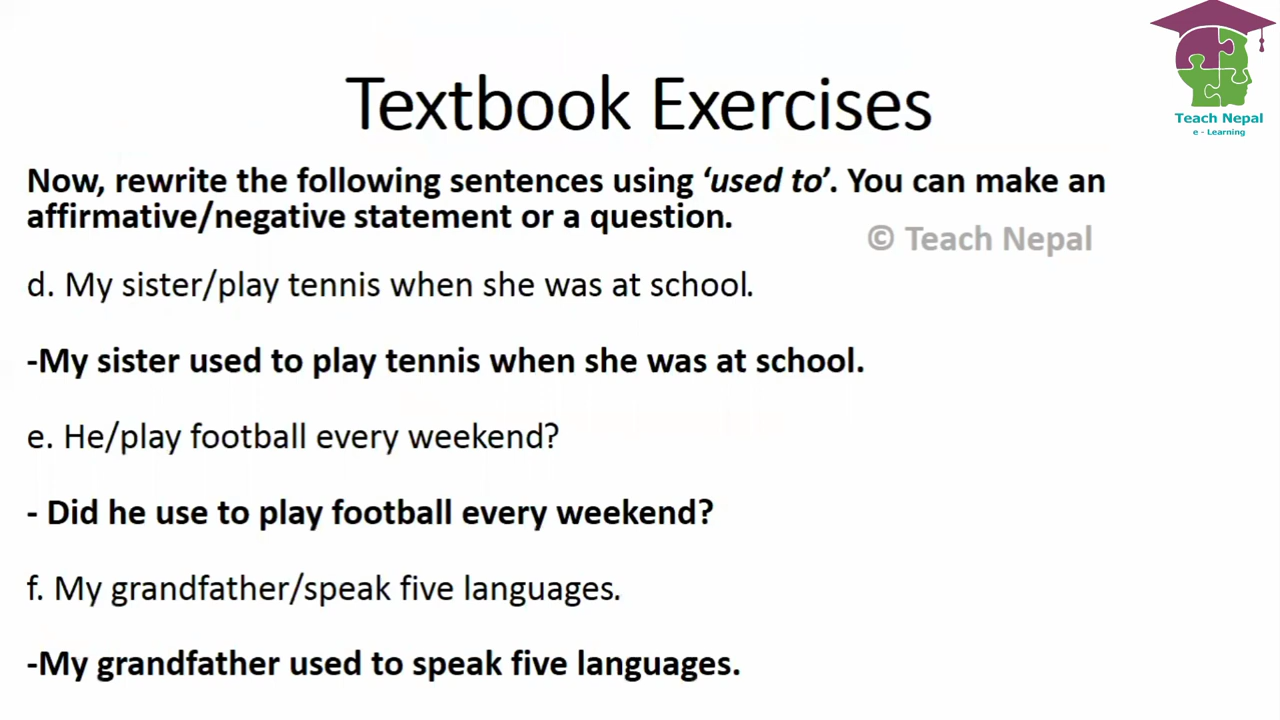 Teach Nepal
e - Learning
Textbook Exercises
Now, rewrite the following sentences using ‘used to’. You can make an
affirmative/negative statement or a question.
© Teach Nepal
d. My sister/play tennis when she was at school.
-My sister used to play tennis when she was at school.
e. He/play football every weekend?
- Did he use to play football every weekend?
f. My grandfather/speak five languages.
-My grandfather used to speak five languages.